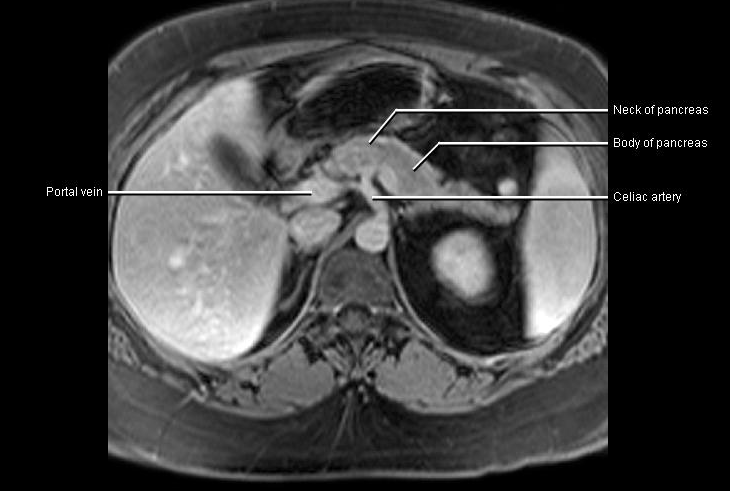 Neck of pancreas
Body of pancreas
Portal vein
Celiac artery